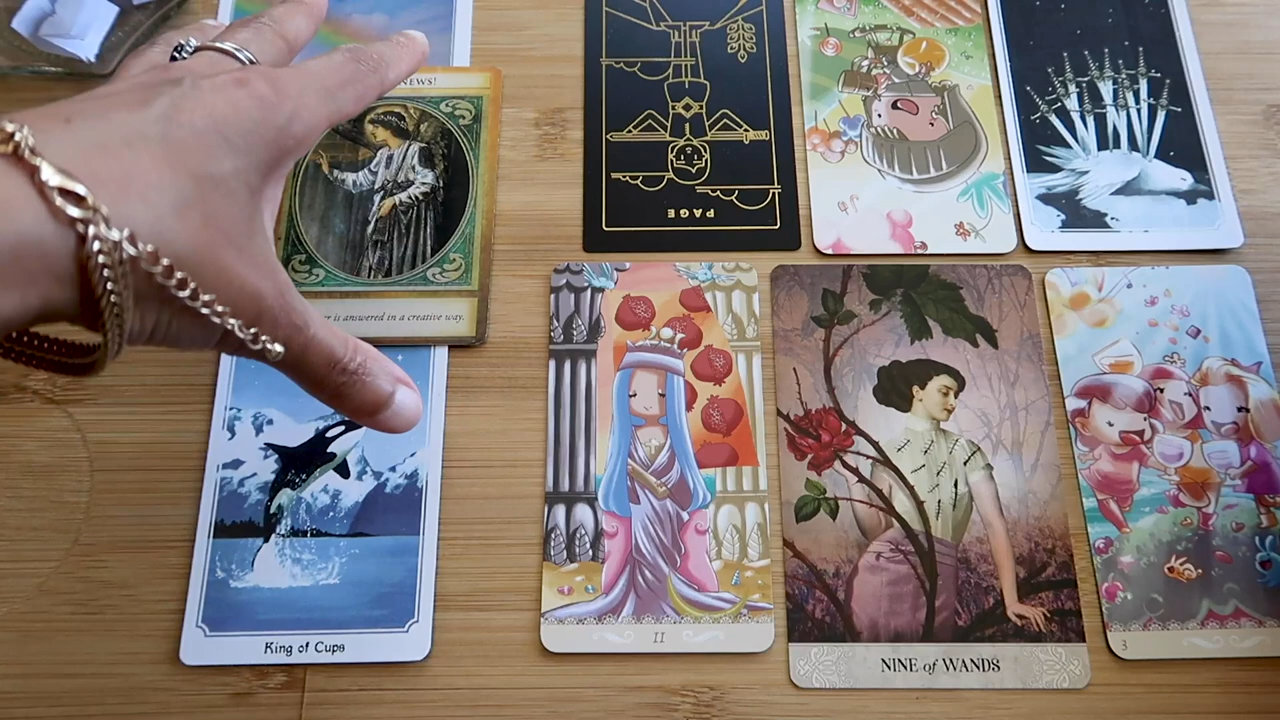 NEWS!
is answered in a creative way.
PAGE
King of Cups
II
NINE of WANDS
3